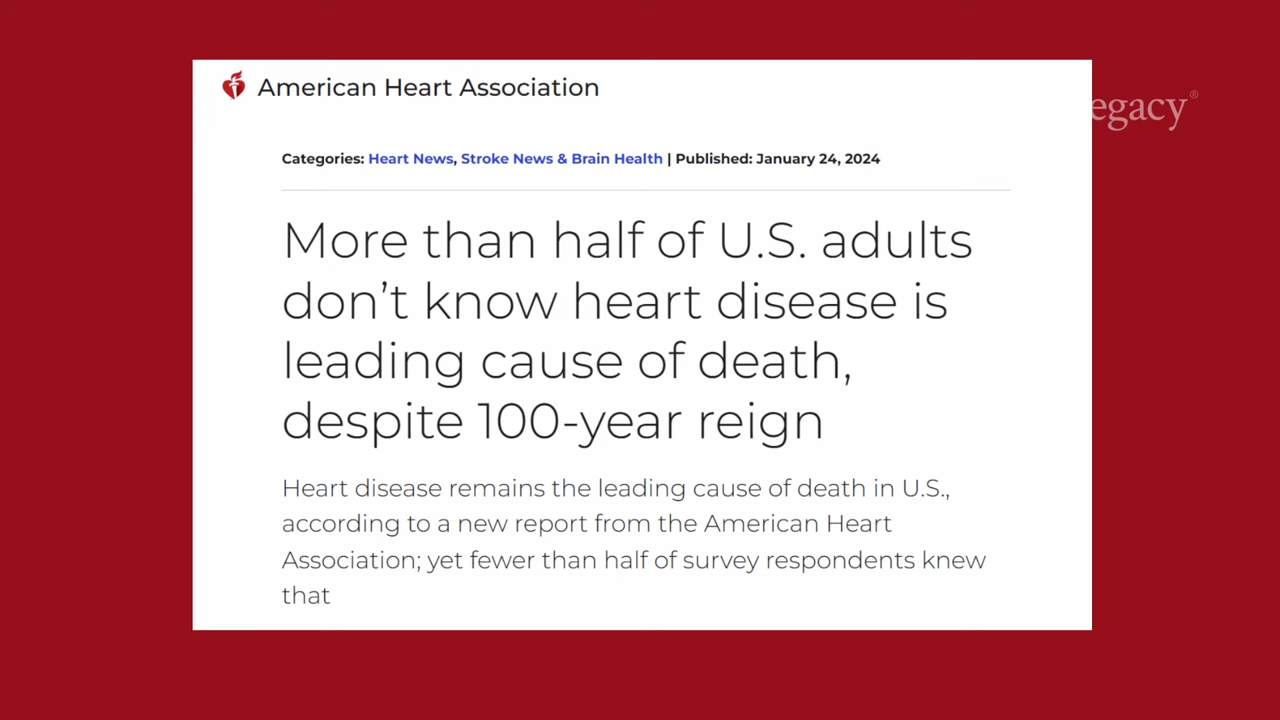 American Heart Association
egacy®
Categories: Heart News, Stroke News & Brain Health | Published: January 24, 2024
More than half of U.S. adults
don’t know heart disease is
leading cause of death,
despite 100-year reign
Heart disease remains the leading cause of death in U.S.,
according to a new report from the American Heart
Association; yet fewer than half of survey respondents knew
that